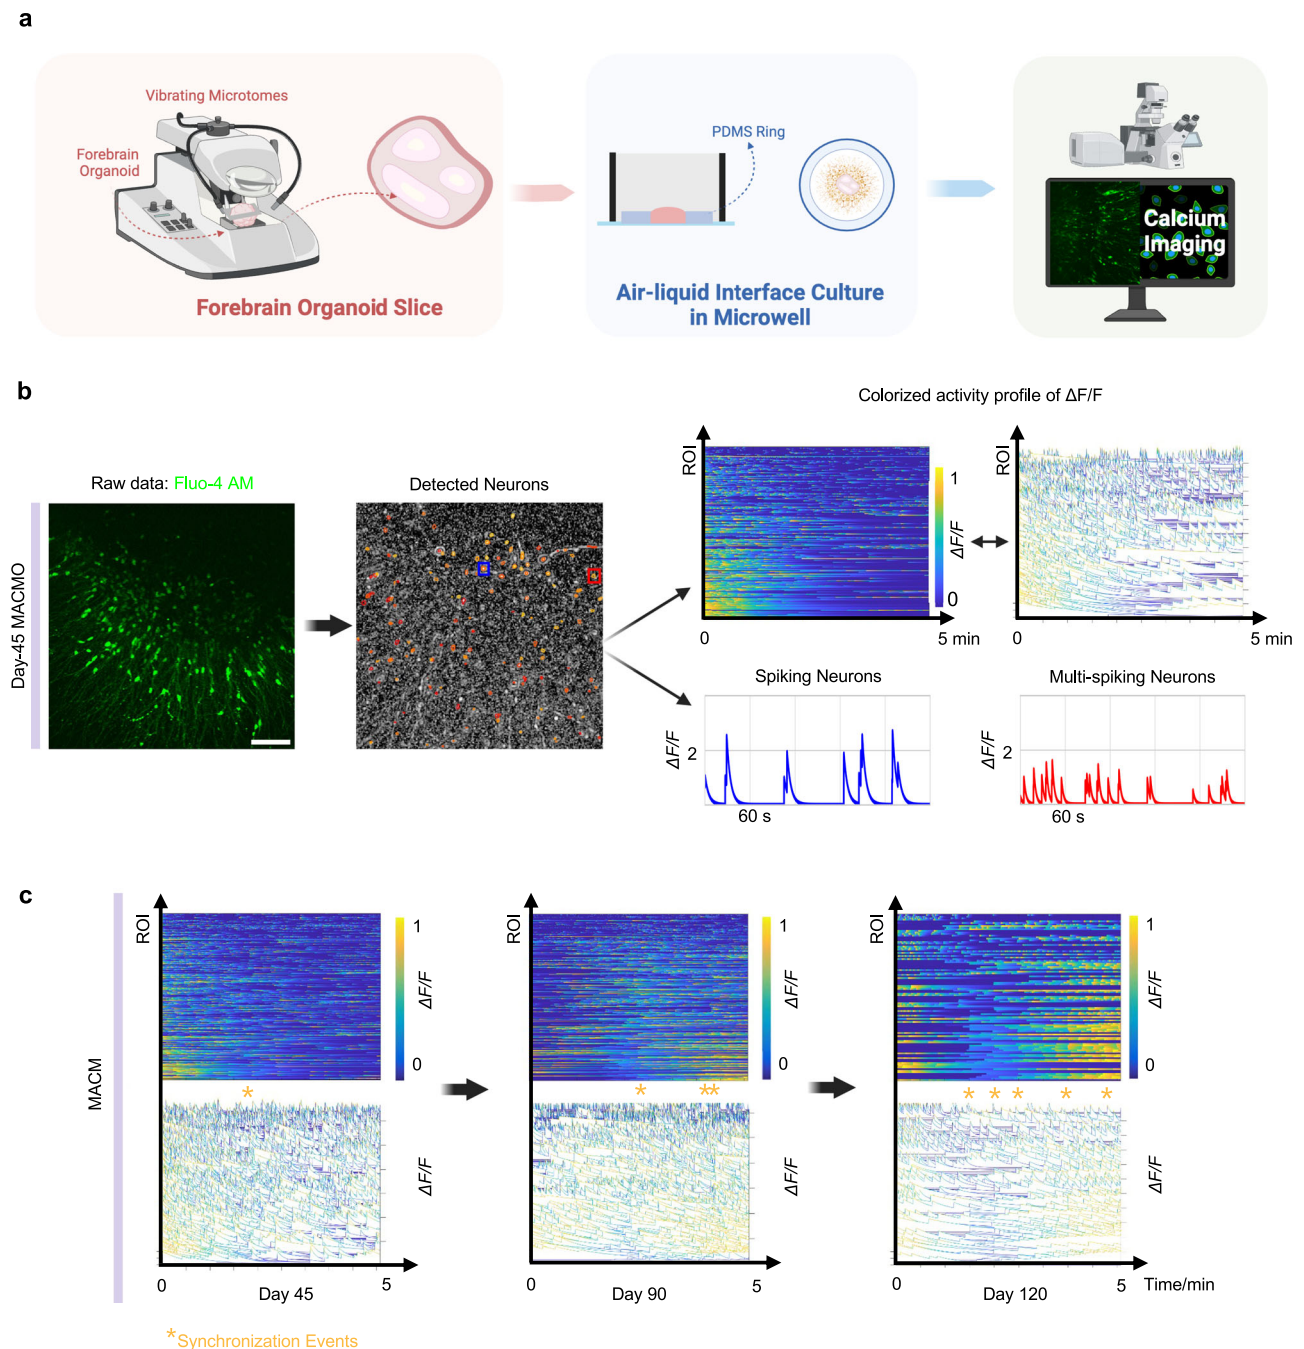 a
Vibrating Microtomes
Forebrain
Organoid
Forebrain Organoid Slice
PDMS Ring
Air-liquid Interface Culture
in Microwell
Calcium
Imaging
b
Day-45 MACMO
Raw data: Fluo-4 AM
Detected Neurons
Colorized activity profile of ΔF/F
ROI
1
ΔF/F
0
0
5 min
ROI
0
5 min
Spiking Neurons
ΔF/F
2
60 s
Multi-spiking Neurons
ΔF/F
2
60 s
c
MACM
ROI
1
ΔF/F
0
*
ΔF/F
0
5
Day 45
ROI
1
ΔF/F
0
* **
ΔF/F
0
5
Day 90
ROI
1
ΔF/F
0
* * * * *
ΔF/F
0
5
Time/min
Day 120
*Synchronization Events